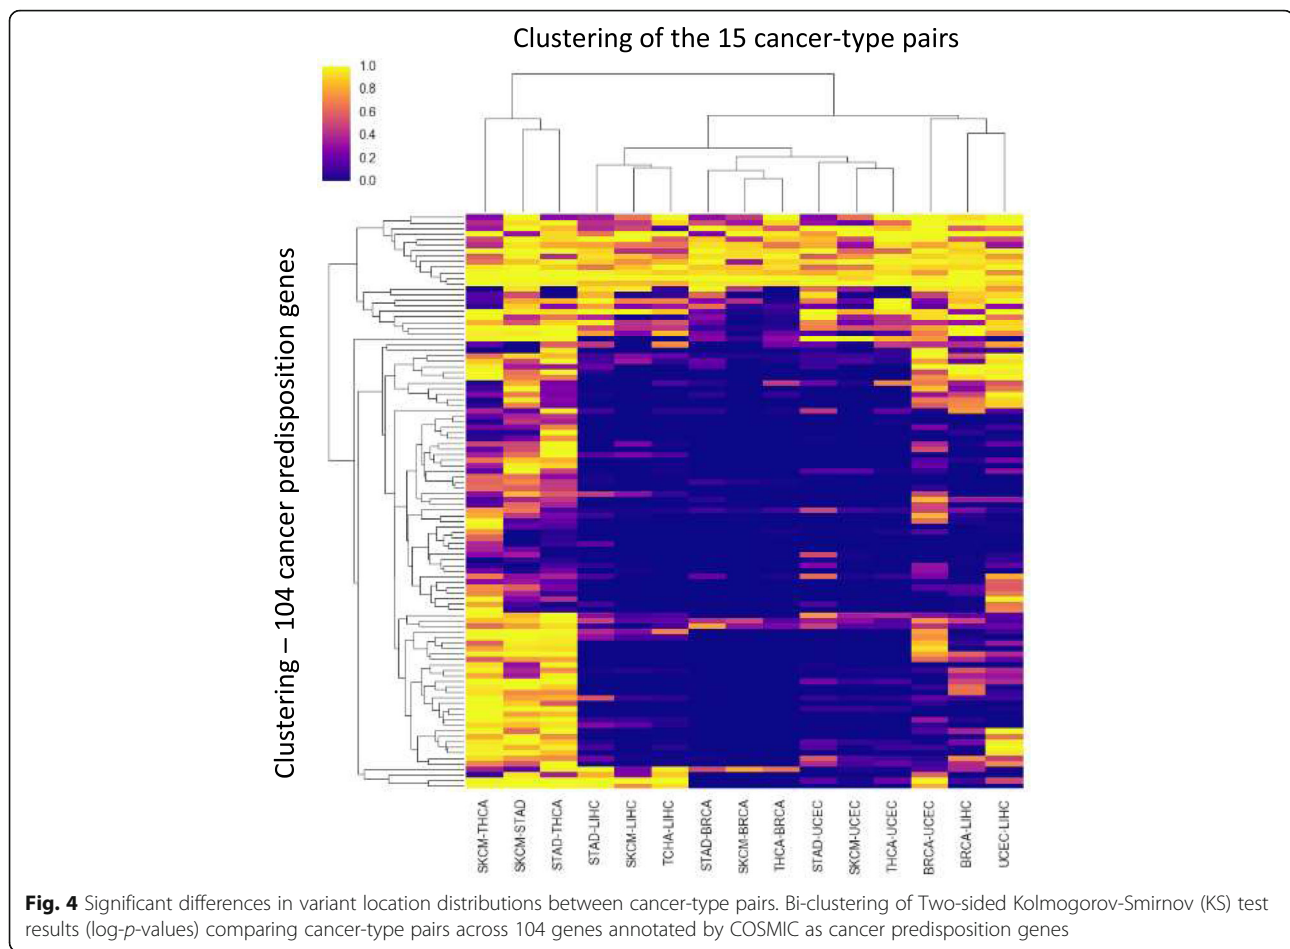 Clustering of the 15 cancer-type pairs
1.0
0.8
0.6
0.4
0.2
0.0
Clustering – 104 cancer predisposition genes
SKCM-THCA
SKCM-STAD
STAD-THCA
STAD-LIHC
SKCM-LIHC
TCHA-LIHC
STAD-BRCA
SKCM-BRCA
THCA-BRCA
STAD-UCEC
SKCM-UCEC
THCA-UCEC
BRCA-UCEC
BRCA-LIHC
UCEC-LIHC
Fig. 4 Significant differences in variant location distributions between cancer-type pairs. Bi-clustering of Two-sided Kolmogorov-Smirnov (KS) test
results (log-p-values) comparing cancer-type pairs across 104 genes annotated by COSMIC as cancer predisposition genes